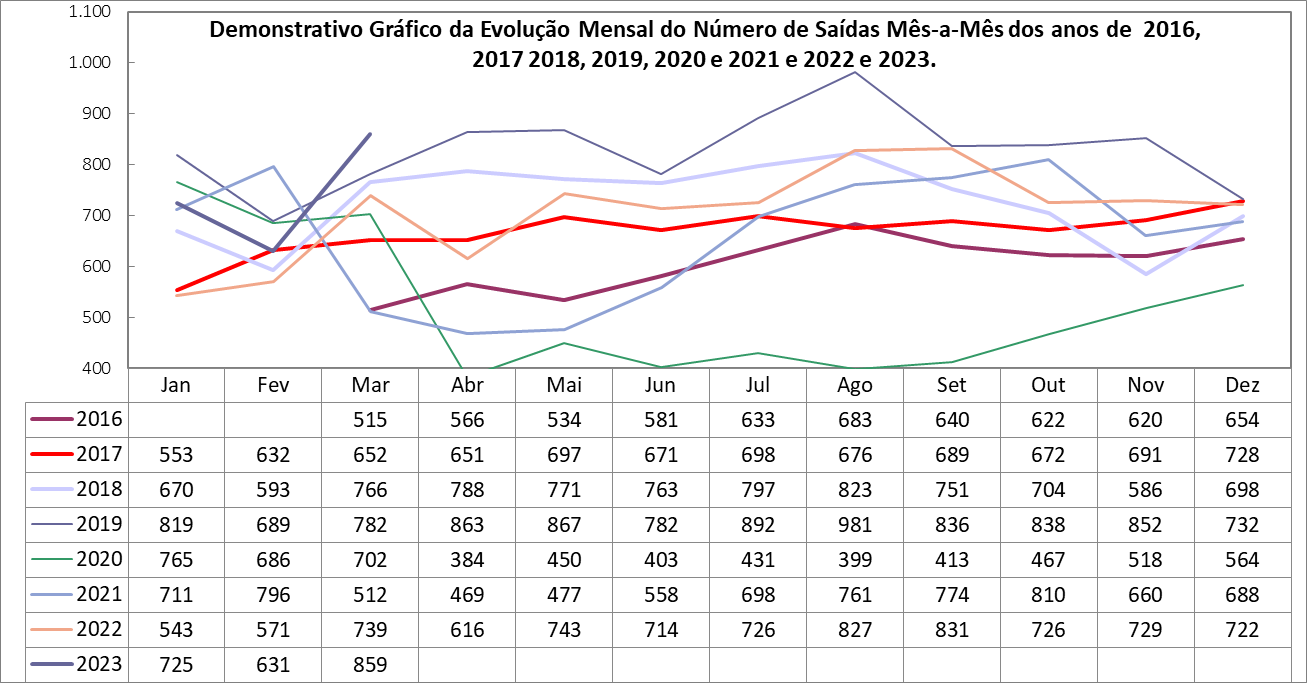 Demonstrativo Gráfico da Evolução Mensal do Número de Saídas Mês-a-Mês dos anos de 2016,
2017 2018, 2019, 2020 e 2021 e 2022 e 2023.
1.100
1.000
900
800
700
600
500
400
Jan Fev Mar Abr Mai Jun Jul Ago Set Out Nov Dez
2016 515 566 534 581 633 683 640 622 620 654
2017 553 632 652 651 697 671 698 676 689 672 691 728
2018 670 593 766 788 771 763 797 823 751 704 586 698
2019 819 689 782 863 867 782 892 981 836 838 852 732
2020 765 686 702 384 450 403 431 399 413 467 518 564
2021 711 796 512 469 477 558 698 761 774 810 660 688
2022 543 571 739 616 743 714 726 827 831 726 729 722
2023 725 631 859